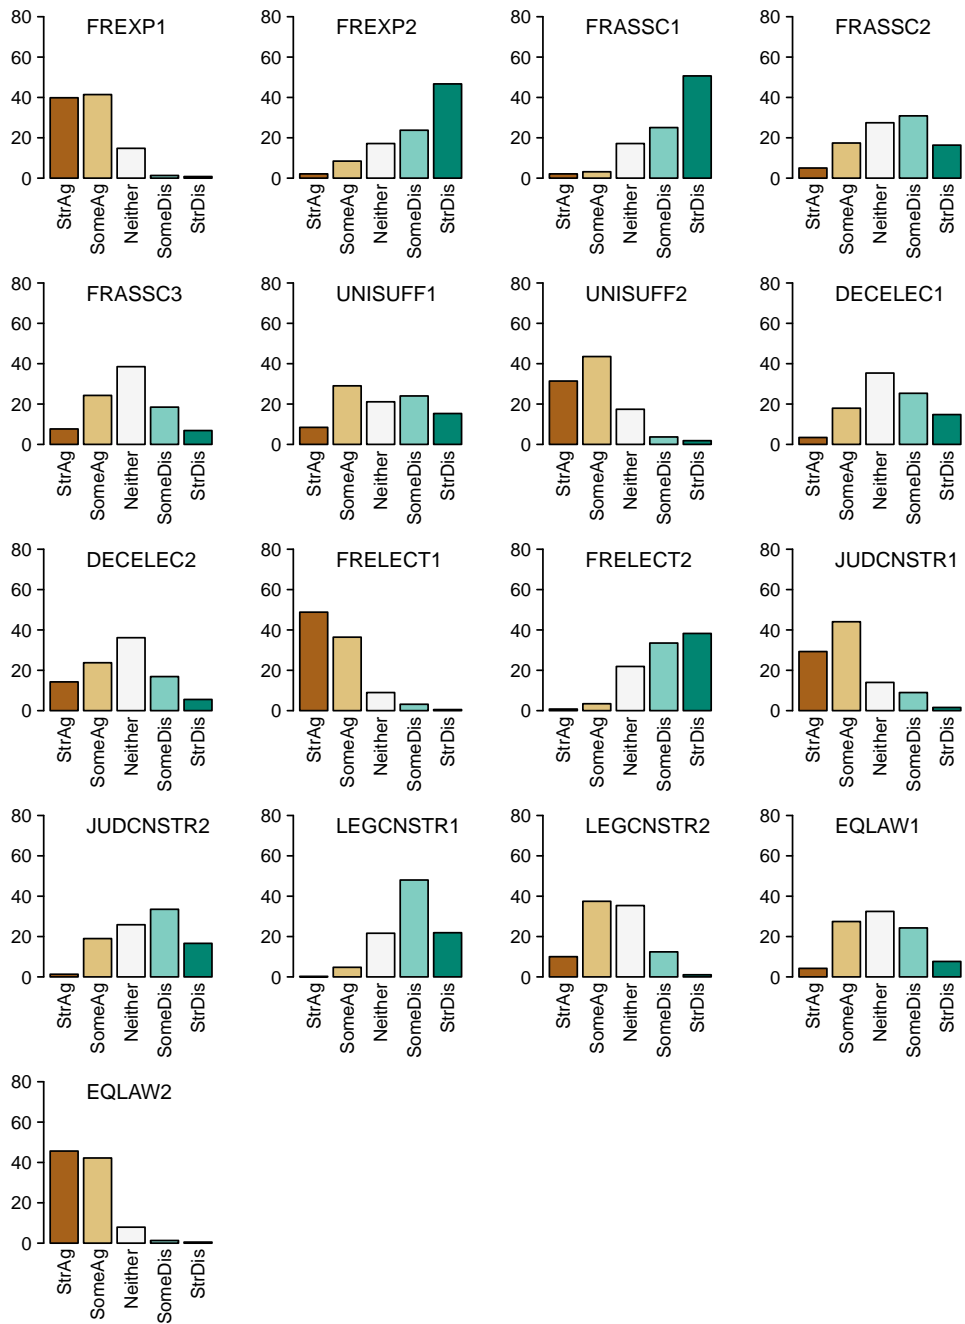 FREXP1
80
60
40
20
0
StrAg
SomeAg
Neither
SomeDis
StrDis
FREXP2
80
60
40
20
0
StrAg
SomeAg
Neither
SomeDis
StrDis
FRASSC1
80
60
40
20
0
StrAg
SomeAg
Neither
SomeDis
StrDis
FRASSC2
80
60
40
20
0
StrAg
SomeAg
Neither
SomeDis
StrDis
FRASSC3
80
60
40
20
0
StrAg
SomeAg
Neither
SomeDis
StrDis
UNISUFF1
80
60
40
20
0
StrAg
SomeAg
Neither
SomeDis
StrDis
UNISUFF2
80
60
40
20
0
StrAg
SomeAg
Neither
SomeDis
StrDis
DECELEC1
80
60
40
20
0
StrAg
SomeAg
Neither
SomeDis
StrDis
DECELEC2
80
60
40
20
0
StrAg
SomeAg
Neither
SomeDis
StrDis
FRELECT1
80
60
40
20
0
StrAg
SomeAg
Neither
SomeDis
StrDis
FRELECT2
80
60
40
20
0
StrAg
SomeAg
Neither
SomeDis
StrDis
JUDCNSTR1
80
60
40
20
0
StrAg
SomeAg
Neither
SomeDis
StrDis
JUDCNSTR2
80
60
40
20
0
StrAg
SomeAg
Neither
SomeDis
StrDis
LEGCNSTR1
80
60
40
20
0
StrAg
SomeAg
Neither
SomeDis
StrDis
LEGCNSTR2
80
60
40
20
0
StrAg
SomeAg
Neither
SomeDis
StrDis
EQLAW1
80
60
40
20
0
StrAg
SomeAg
Neither
SomeDis
StrDis
EQLAW2
80
60
40
20
0
StrAg
SomeAg
Neither
SomeDis
StrDis